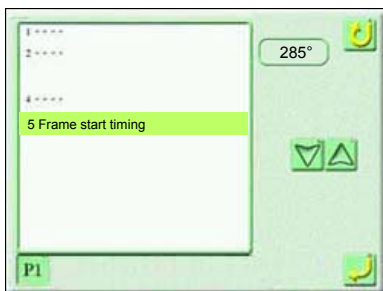 1 ----
2 ----
4 ----
5 Frame start timing
285°
P1